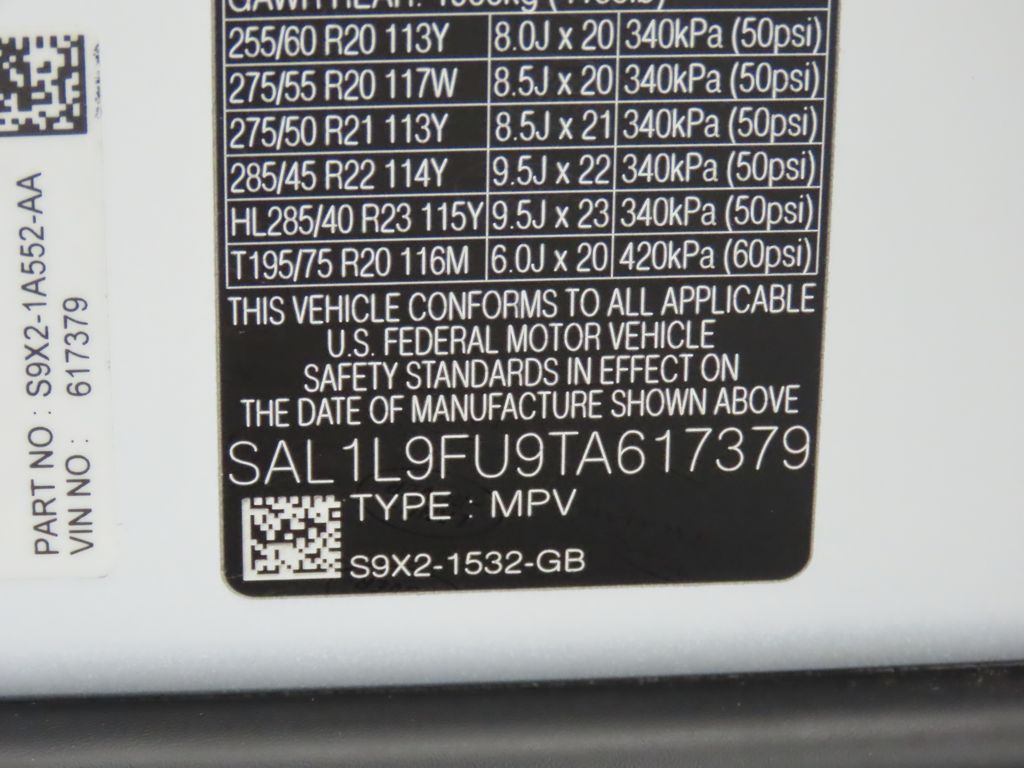 GAWR REAR:
255/60 R20 113Y 8.0J x 20 340kPa (50psi)
275/55 R20 117W 8.5J x 20 340kPa (50psi)
275/50 R21 113Y 8.5J x 21 340kPa (50psi)
285/45 R22 114Y 9.5J x 22 340kPa (50psi)
HL285/40 R23 115Y 9.5J x 23 340kPa (50psi)
T195/75 R20 116M 6.0J x 20 420kPa (60psi)
THIS VEHICLE CONFORMS TO ALL APPLICABLE
U.S. FEDERAL MOTOR VEHICLE
SAFETY STANDARDS IN EFFECT ON
THE DATE OF MANUFACTURE SHOWN ABOVE
SAL1L9FU9TA617379
TYPE : MPV
S9X2-1532-GB
PART NO : S9X2-1A552-AA
VIN NO : 617379